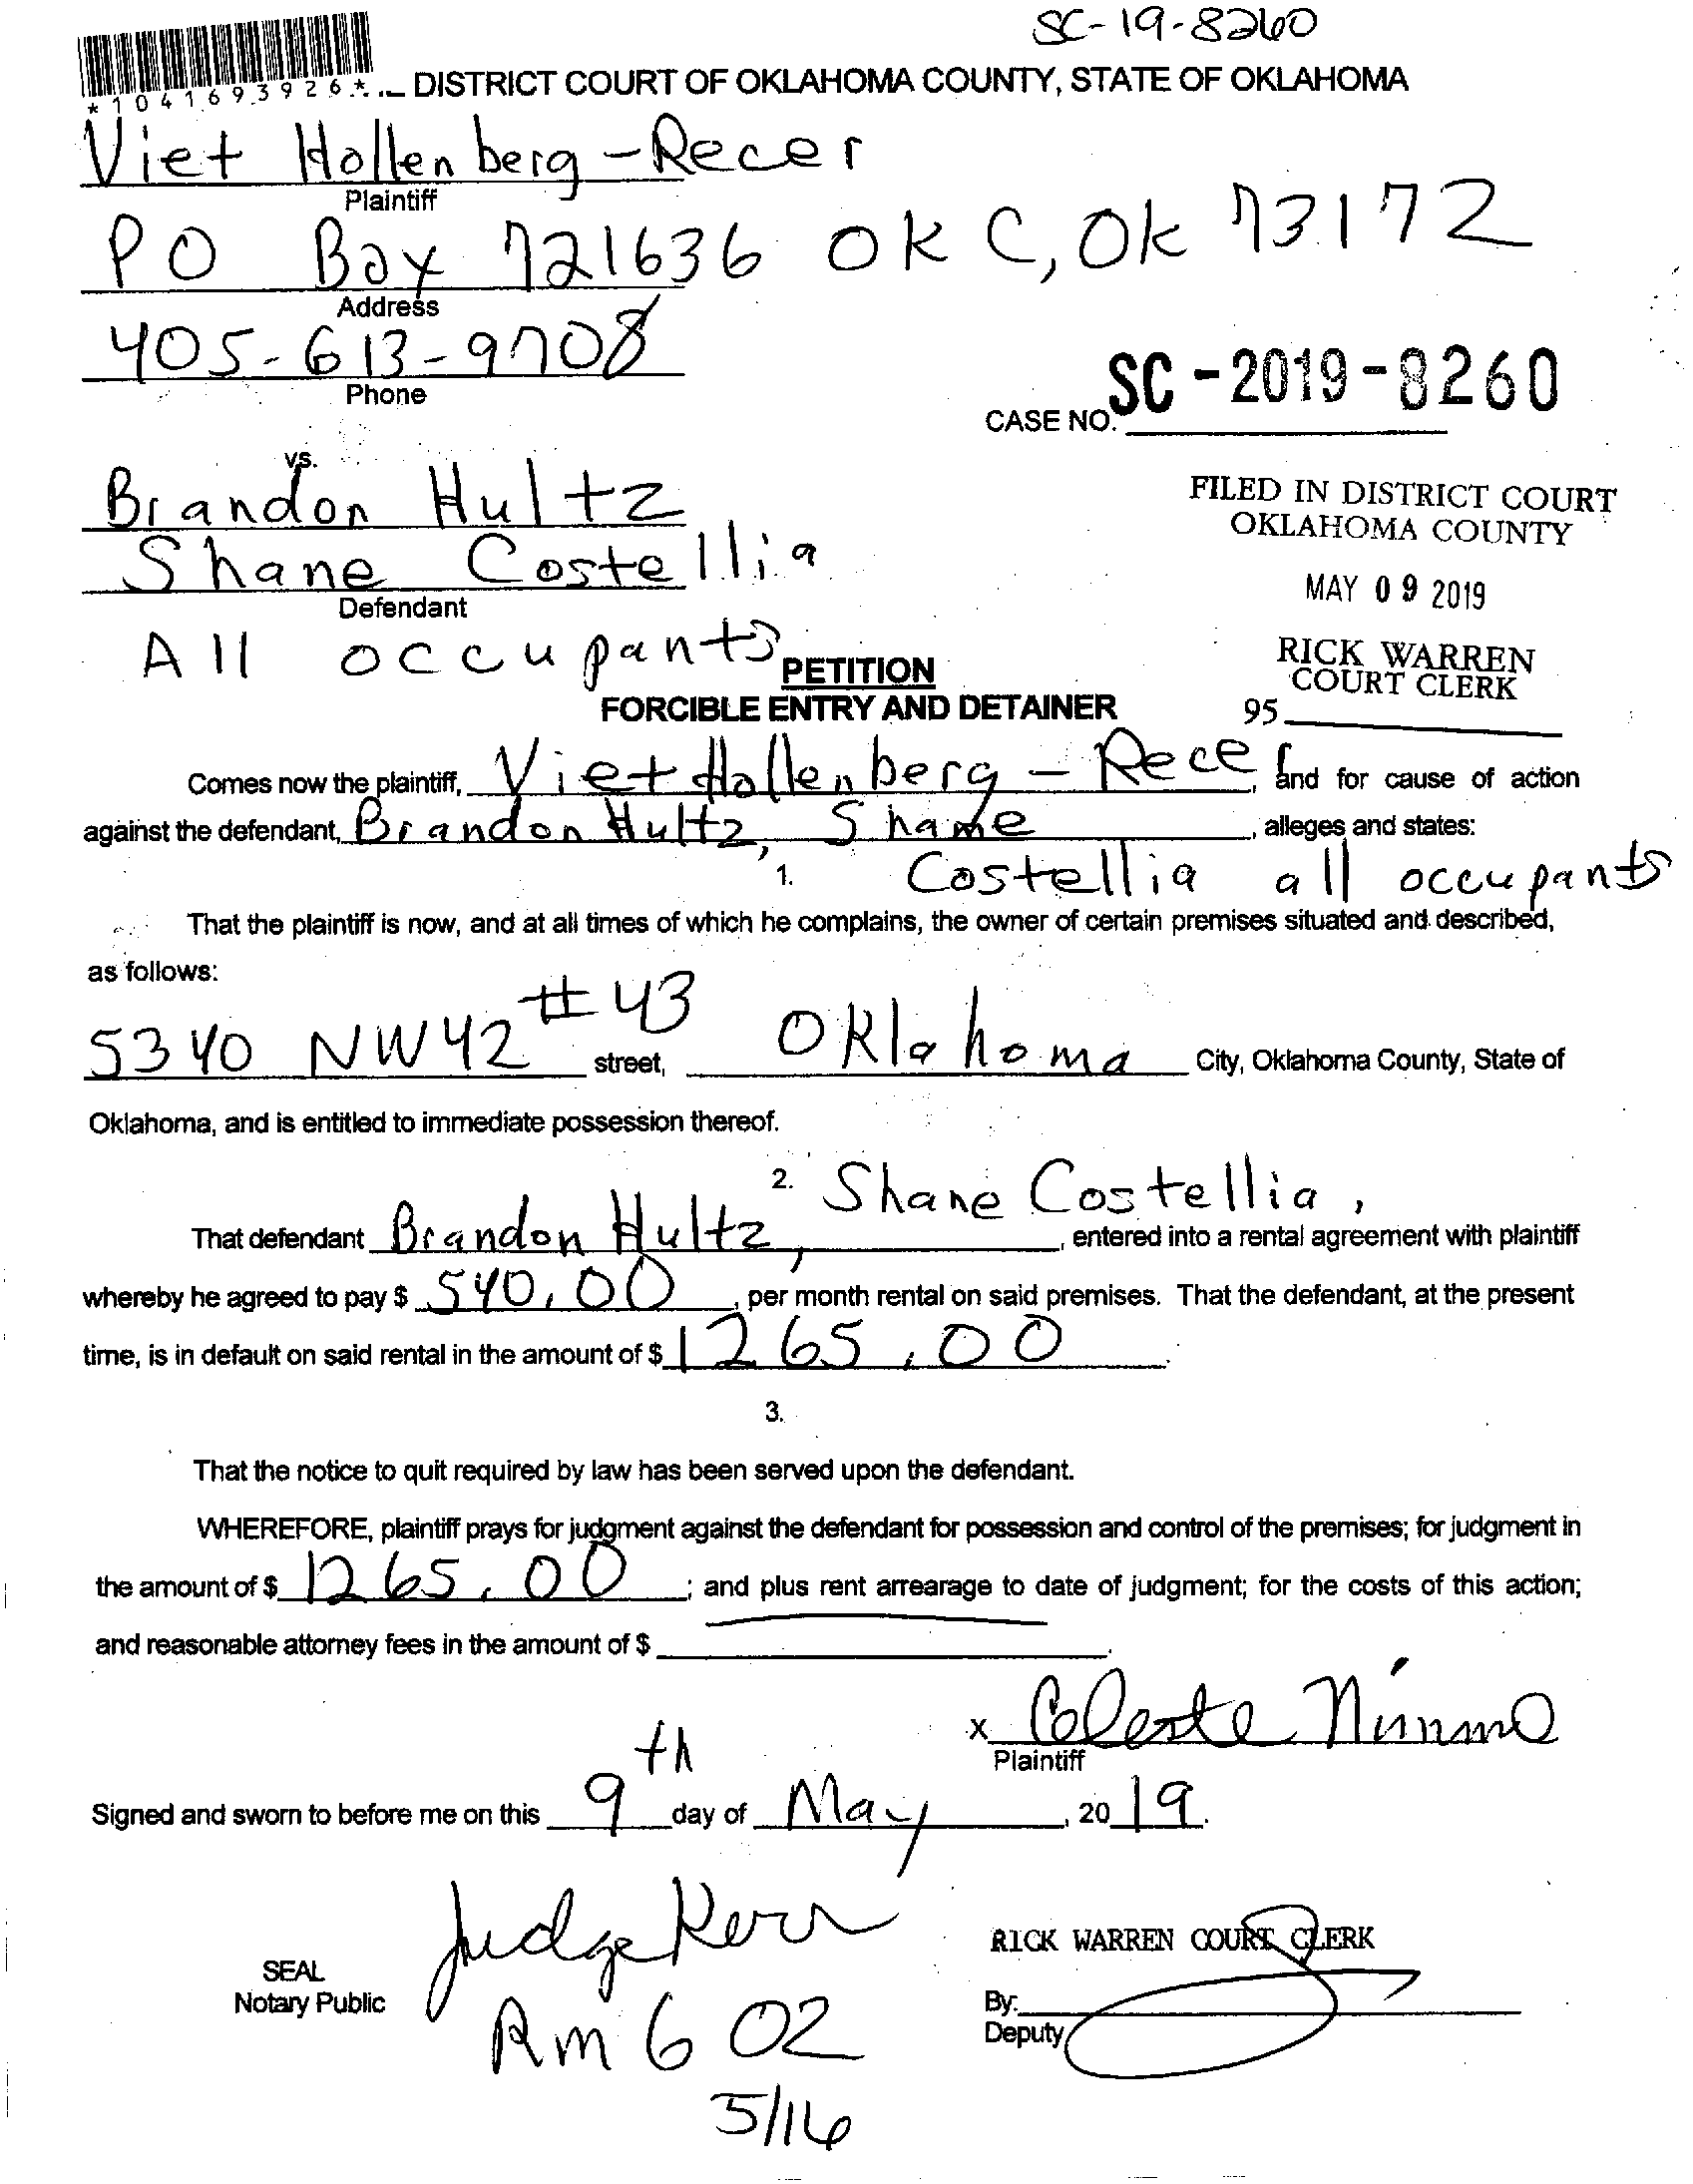 SC-19-8260
*1041693926*
DISTRICT COURT OF OKLAHOMA COUNTY, STATE OF OKLAHOMA
Viet Hollenberg-Recer
Plaintiff
PO Box 721636 OKC, OK 73172
Address
405-613-9708
Phone
CASE NO. SC-2019-8260
vs.
Brandon Hultz
Shane Costellia
Defendant
All occupants
FILED IN DISTRICT COURT
OKLAHOMA COUNTY
MAY 09 2019
RICK WARREN
COURT CLERK
95
PETITION
FORCIBLE ENTRY AND DETAINER
Comes now the plaintiff, Viet Hollenberg - Recer, and for cause of action
against the defendant, Brandon Hultz, Shane, alleges and states:
1. Costellia all occupants
That the plaintiff is now, and at all times of which he complains, the owner of certain premises situated and described,
as follows:
5340 NW 42 #43 street, Oklahoma City, Oklahoma County, State of
Oklahoma, and is entitled to immediate possession thereof.
2. Shane Costellia,
That defendant Brandon Hultz, , entered into a rental agreement with plaintiff
whereby he agreed to pay $ 540.00, per month rental on said premises. That the defendant, at the present
time, is in default on said rental in the amount of $ 1265.00
3.
That the notice to quit required by law has been served upon the defendant.
WHEREFORE, plaintiff prays for judgment against the defendant for possession and control of the premises; for judgment in
the amount of $ 1265.00; and plus rent arrearage to date of judgment; for the costs of this action;
and reasonable attorney fees in the amount of $ .
x Celeste Nimmo
Plaintiff
Signed and sworn to before me on this 9th day of May, 2019.
Judge Kerr
RICK WARREN COURT CLERK
SEAL
Notary Public
By:
Deputy
Rm 602
5/16